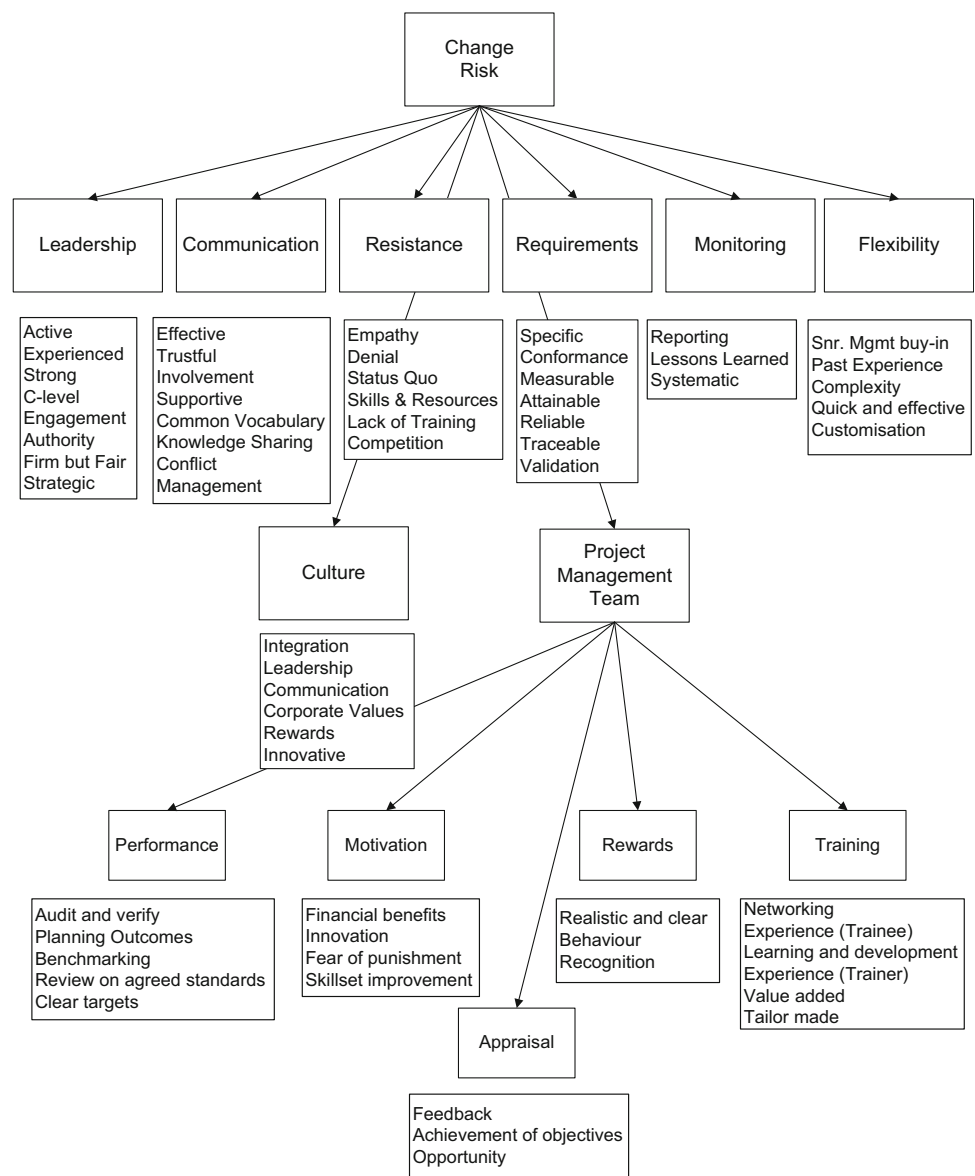 Change
Risk
Leadership
Communication
Resistance
Requirements
Monitoring
Flexibility
Active
Experienced
Strong
C-level
Engagement
Authority
Firm but Fair
Strategic
Effective
Trustful
Involvement
Supportive
Common Vocabulary
Knowledge Sharing
Conflict
Management
Empathy
Denial
Status Quo
Skills & Resources
Lack of Training
Competition
Specific
Conformance
Measurable
Attainable
Reliable
Traceable
Validation
Reporting
Lessons Learned
Systematic
Snr. Mgmt buy-in
Past Experience
Complexity
Quick and effective
Customisation
Culture
Project
Management
Team
Integration
Leadership
Communication
Corporate Values
Rewards
Innovative
Performance
Motivation
Rewards
Training
Audit and verify
Planning Outcomes
Benchmarking
Review on agreed standards
Clear targets
Financial benefits
Innovation
Fear of punishment
Skillset improvement
Realistic and clear
Behaviour
Recognition
Networking
Experience (Trainee)
Learning and development
Experience (Trainer)
Value added
Tailor made
Appraisal
Feedback
Achievement of objectives
Opportunity